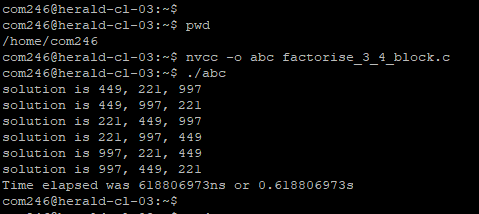 com246@herald-cl-03:~$
com246@herald-cl-03:~$ pwd
/home/com246
com246@herald-cl-03:~$ nvcc -o abc factorise_3_4_block.c
com246@herald-cl-03:~$ ./abc
solution is 449, 221, 997
solution is 449, 997, 221
solution is 221, 449, 997
solution is 221, 997, 449
solution is 997, 221, 449
solution is 997, 449, 221
Time elapsed was 618806973ns or 0.618806973s
com246@herald-cl-03:~$